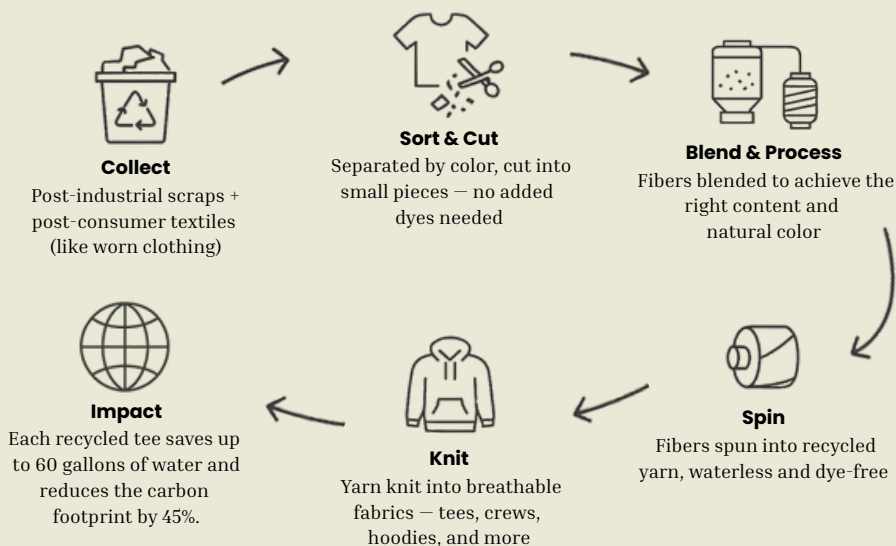 Collect
Post-industrial scraps +
post-consumer textiles
(like worn clothing)
Sort & Cut
Separated by color, cut into
small pieces — no added
dyes needed
Blend & Process
Fibers blended to achieve the
right content and
natural color
Spin
Fibers spun into recycled
yarn, waterless and dye-free
Knit
Yarn knit into breathable
fabrics — tees, crews,
hoodies, and more
Impact
Each recycled tee saves up
to 60 gallons of water and
reduces the carbon
footprint by 45%.